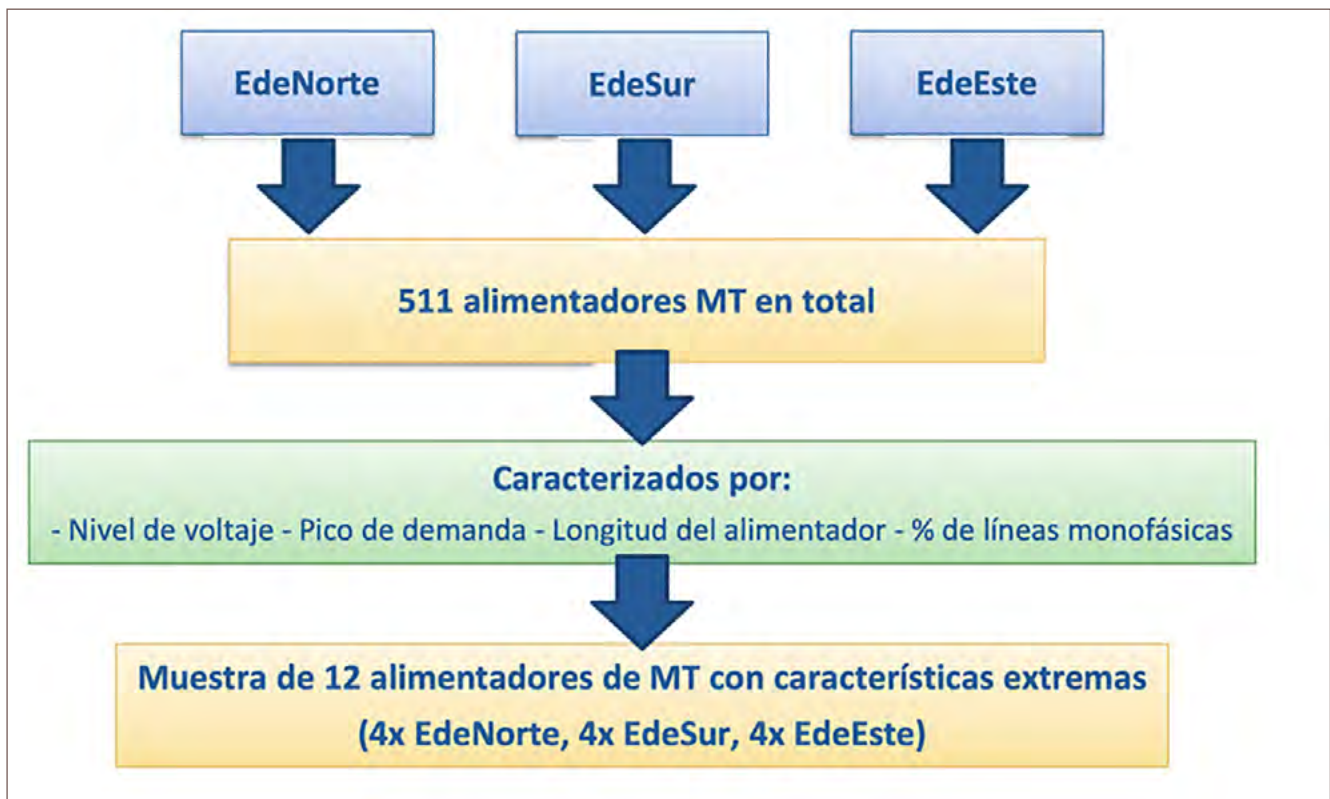 EdeNorte
EdeSur
EdeEste
511 alimentadores MT en total
Caracterizados por:
- Nivel de voltaje - Pico de demanda - Longitud del alimentador - % de líneas monofásicas
Muestra de 12 alimentadores de MT con características extremas
(4x EdeNorte, 4x EdeSur, 4x EdeEste)